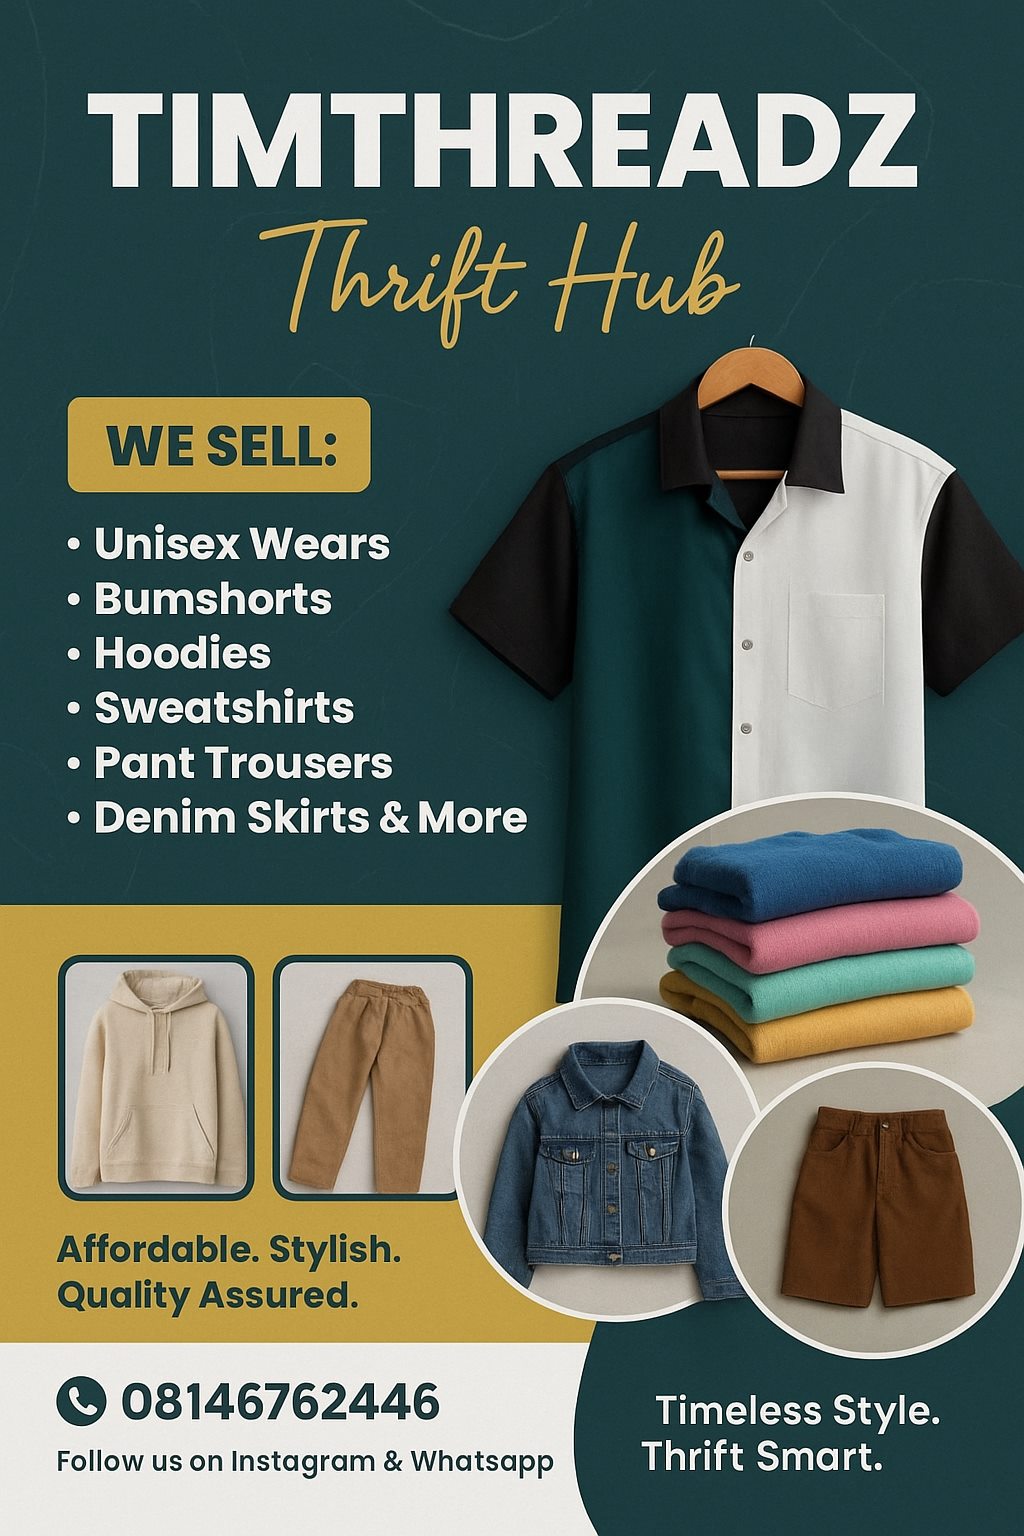 TIMTHREADZ
Thrift Hub
WE SELL:
• Unisex Wears
• Bumshorts
• Hoodies
• Sweatshirts
• Pant Trousers
• Denim Skirts & More
Affordable. Stylish.
Quality Assured.
08146762446
Follow us on Instagram & Whatsapp
Timeless Style.
Thrift Smart.